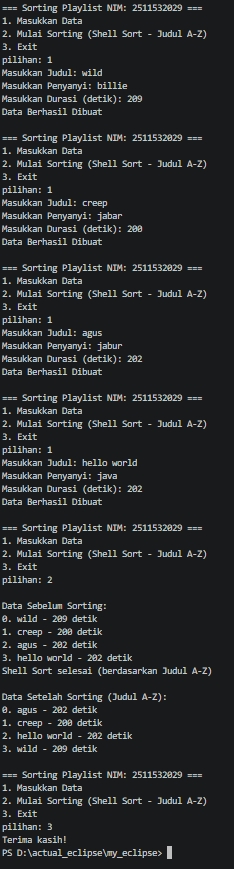 === Sorting Playlist NIM: 2511532029 ===
1. Masukkan Data
2. Mulai Sorting (Shell Sort - Judul A-Z)
3. Exit
pilihan: 1
Masukkan Judul: wild
Masukkan Penyanyi: billie
Masukkan Durasi (detik): 209
Data Berhasil Dibuat

=== Sorting Playlist NIM: 2511532029 ===
1. Masukkan Data
2. Mulai Sorting (Shell Sort - Judul A-Z)
3. Exit
pilihan: 1
Masukkan Judul: creep
Masukkan Penyanyi: jabar
Masukkan Durasi (detik): 200
Data Berhasil Dibuat

=== Sorting Playlist NIM: 2511532029 ===
1. Masukkan Data
2. Mulai Sorting (Shell Sort - Judul A-Z)
3. Exit
pilihan: 1
Masukkan Judul: agus
Masukkan Penyanyi: jabur
Masukkan Durasi (detik): 202
Data Berhasil Dibuat

=== Sorting Playlist NIM: 2511532029 ===
1. Masukkan Data
2. Mulai Sorting (Shell Sort - Judul A-Z)
3. Exit
pilihan: 1
Masukkan Judul: hello world
Masukkan Penyanyi: java
Masukkan Durasi (detik): 202
Data Berhasil Dibuat

=== Sorting Playlist NIM: 2511532029 ===
1. Masukkan Data
2. Mulai Sorting (Shell Sort - Judul A-Z)
3. Exit
pilihan: 2

Data Sebelum Sorting:
0. wild - 209 detik
1. creep - 200 detik
2. agus - 202 detik
3. hello world - 202 detik
Shell Sort selesai (berdasarkan Judul A-Z)

Data Setelah Sorting (Judul A-Z):
0. agus - 202 detik
1. creep - 200 detik
2. hello world - 202 detik
3. wild - 209 detik

=== Sorting Playlist NIM: 2511532029 ===
1. Masukkan Data
2. Mulai Sorting (Shell Sort - Judul A-Z)
3. Exit
pilihan: 3
Terima kasih!
PS D:\actual_eclipse\my_eclipse>